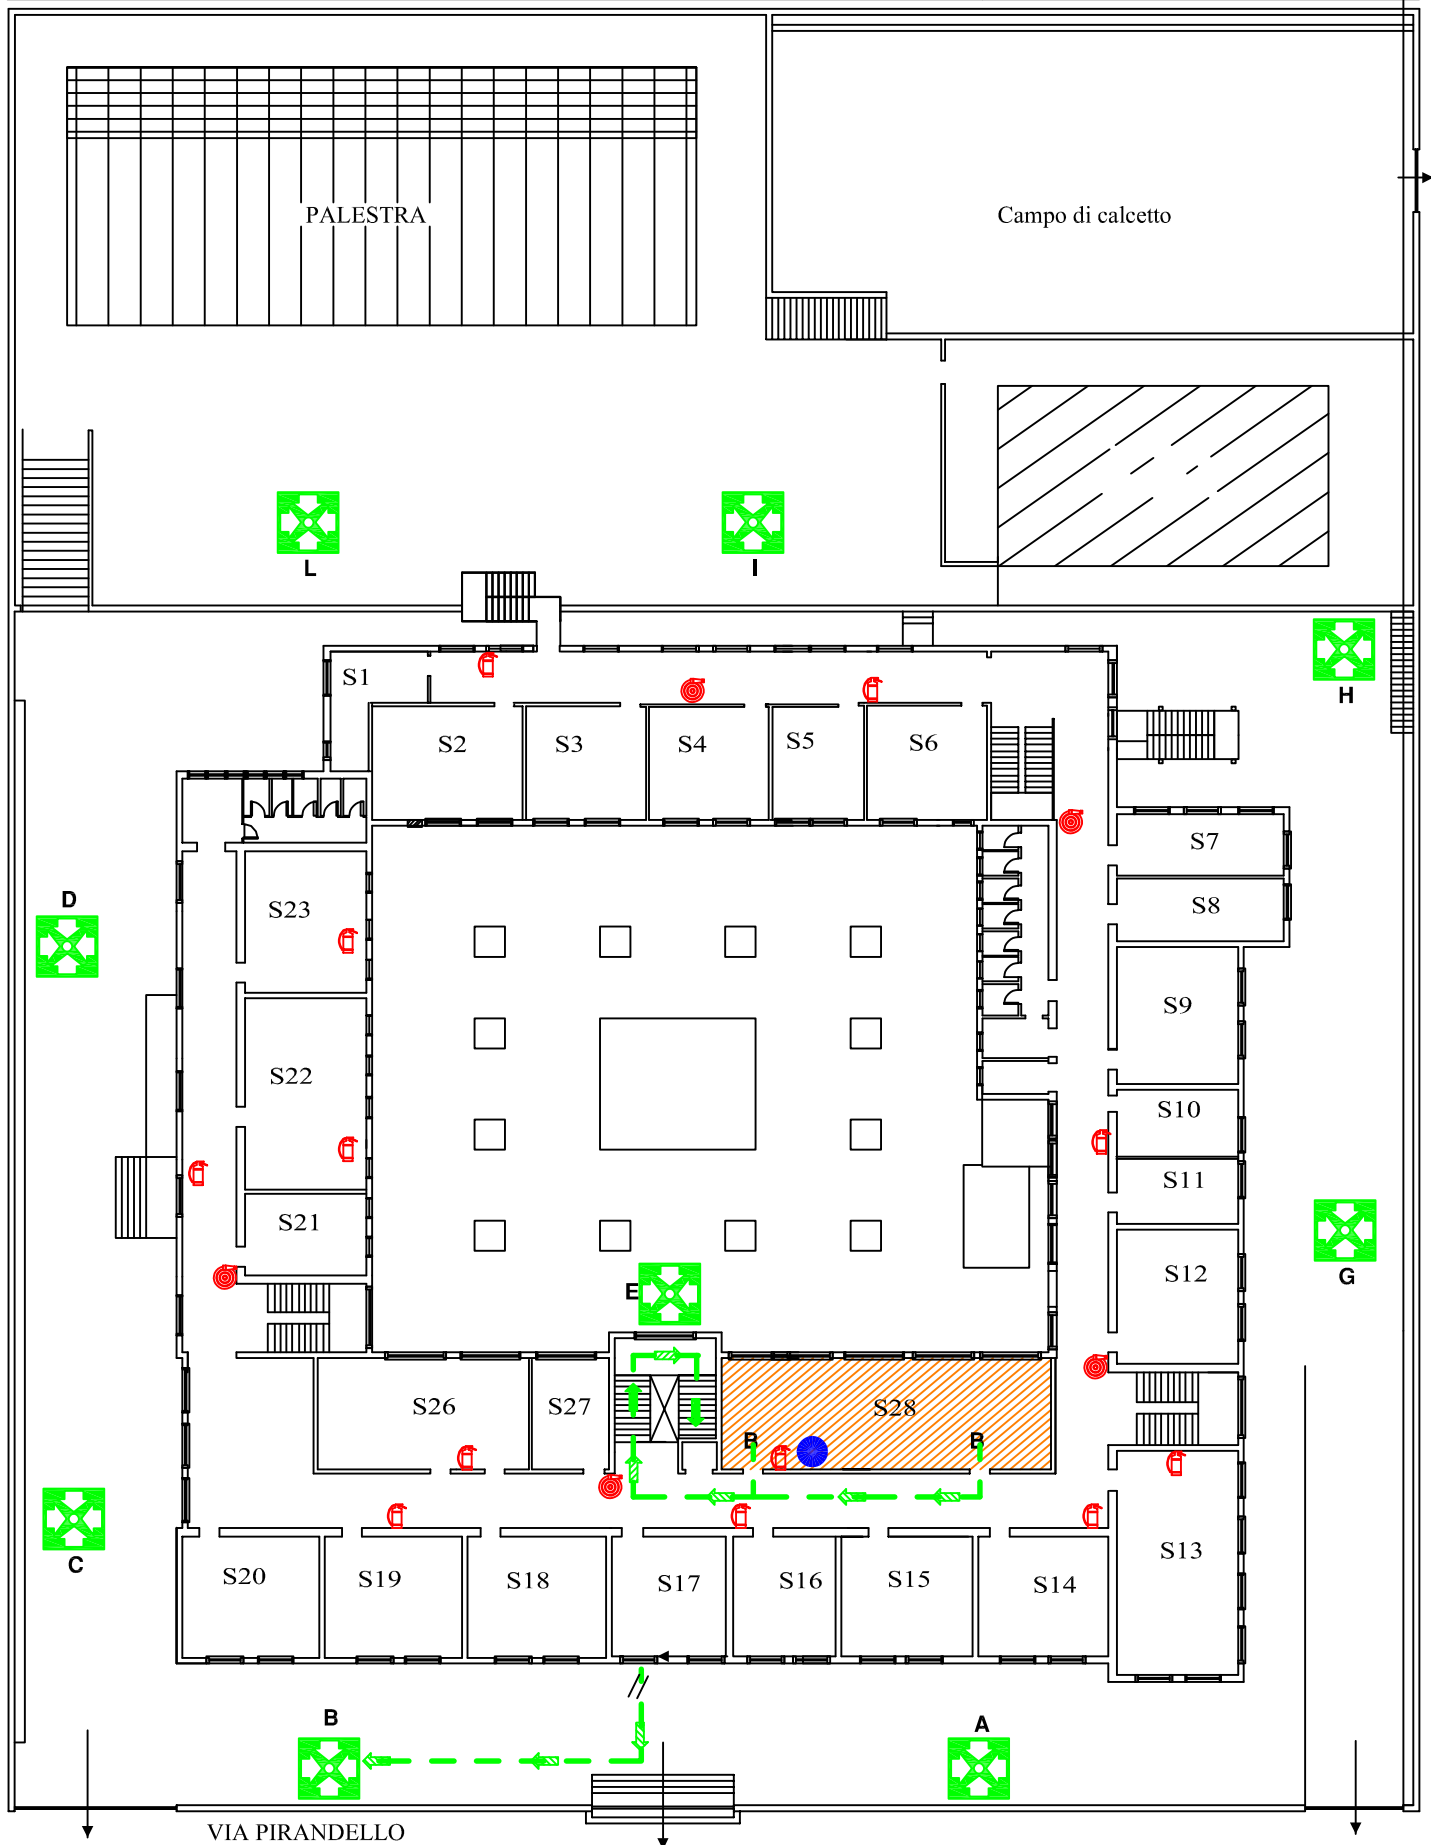 PALESTRA
Campo di calcetto
L
I
H
S1
S2
S3
S4
S5
S6
S7
S8
D
S23
S9
S22
S10
S11
S21
G
E
S12
S26
S27
S28
B
B
C
S20
S19
S18
S17
S16
S15
S14
S13
B
A
VIA PIRANDELLO